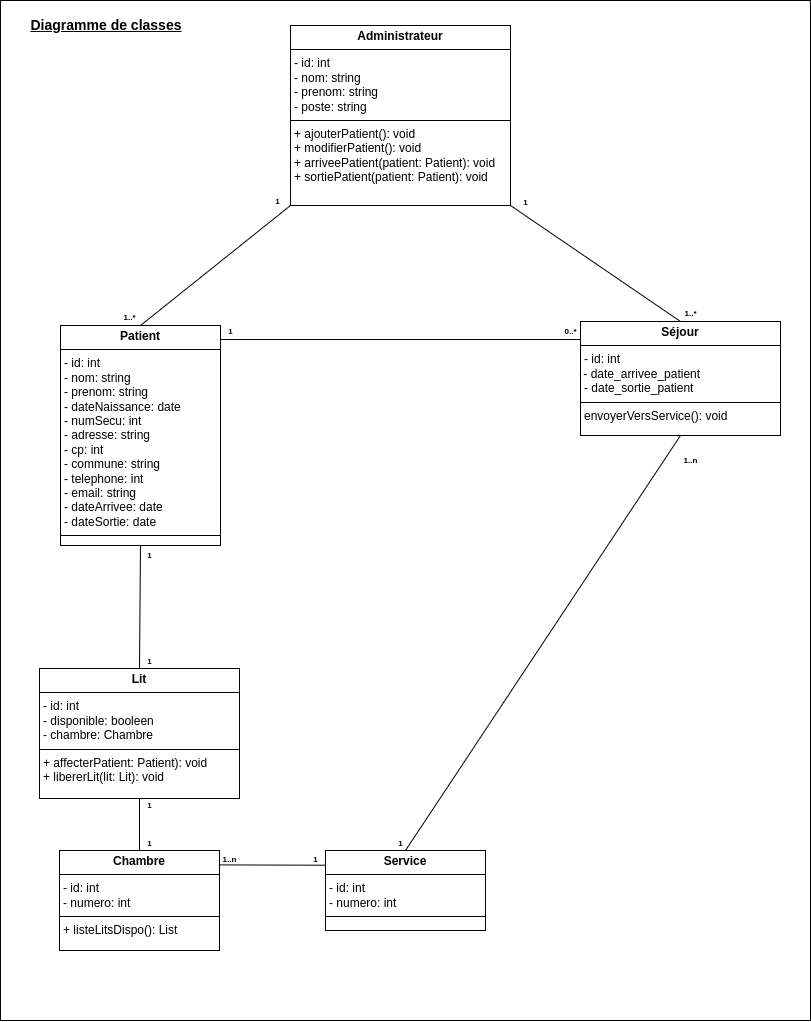 Diagramme de classes
Administrateur
- id: int
- nom: string
- prenom: string
- poste: string
+ ajouterPatient(): void
+ modifierPatient(): void
+ arriveePatient(patient: Patient): void
+ sortiePatient(patient: Patient): void
1
1
1..*
1..*
Patient
- id: int
- nom: string
- prenom: string
- dateNaissance: date
- numSecu: int
- adresse: string
- cp: int
- commune: string
- telephone: int
- email: string
- dateArrivee: date
- dateSortie: date
1
0..*
Séjour
- id: int
- date_arrivee_patient
- date_sortie_patient
envoyerVersService(): void
1..n
1
1
Lit
- id: int
- disponible: booleen
- chambre: Chambre
+ affecterPatient: Patient): void
+ libererLit(lit: Lit): void
1
1
Chambre
- id: int
- numero: int
+ listeLitsDispo(): List
1..n
1
1
Service
- id: int
- numero: int